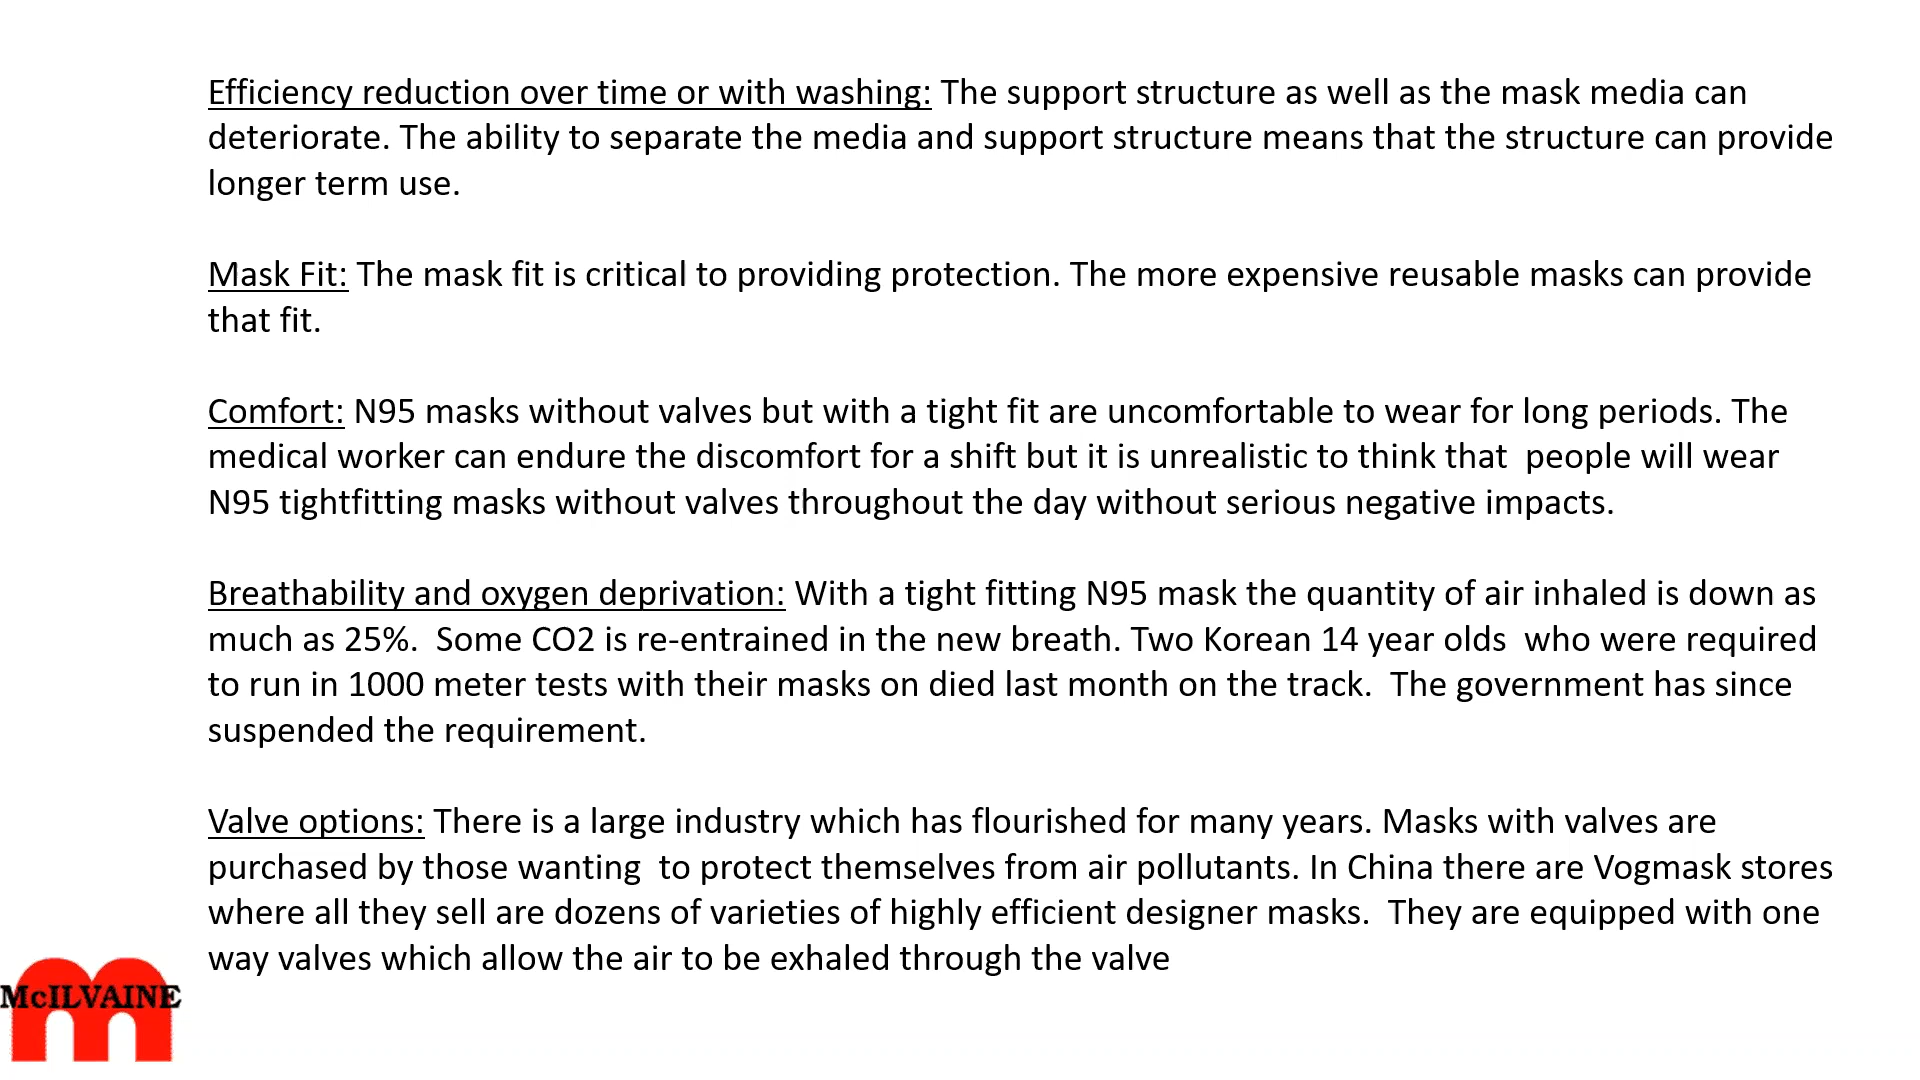 Efficiency reduction over time or with washing: The support structure as well as the mask media can
deteriorate. The ability to separate the media and support structure means that the structure can provide
longer term use.
Mask Fit: The mask fit is critical to providing protection. The more expensive reusable masks can provide
that fit.
Comfort: N95 masks without valves but with a tight fit are uncomfortable to wear for long periods. The
medical worker can endure the discomfort for a shift but it is unrealistic to think that  people will wear
N95 tightfitting masks without valves throughout the day without serious negative impacts.
Breathability and oxygen deprivation: With a tight fitting N95 mask the quantity of air inhaled is down as
much as 25%.  Some CO2 is re-entrained in the new breath. Two Korean 14 year olds  who were required
to run in 1000 meter tests with their masks on died last month on the track.  The government has since
suspended the requirement.
Valve options: There is a large industry which has flourished for many years. Masks with valves are
purchased by those wanting  to protect themselves from air pollutants. In China there are Vogmask stores
where all they sell are dozens of varieties of highly efficient designer masks.  They are equipped with one
way valves which allow the air to be exhaled through the valve
McILVAINE